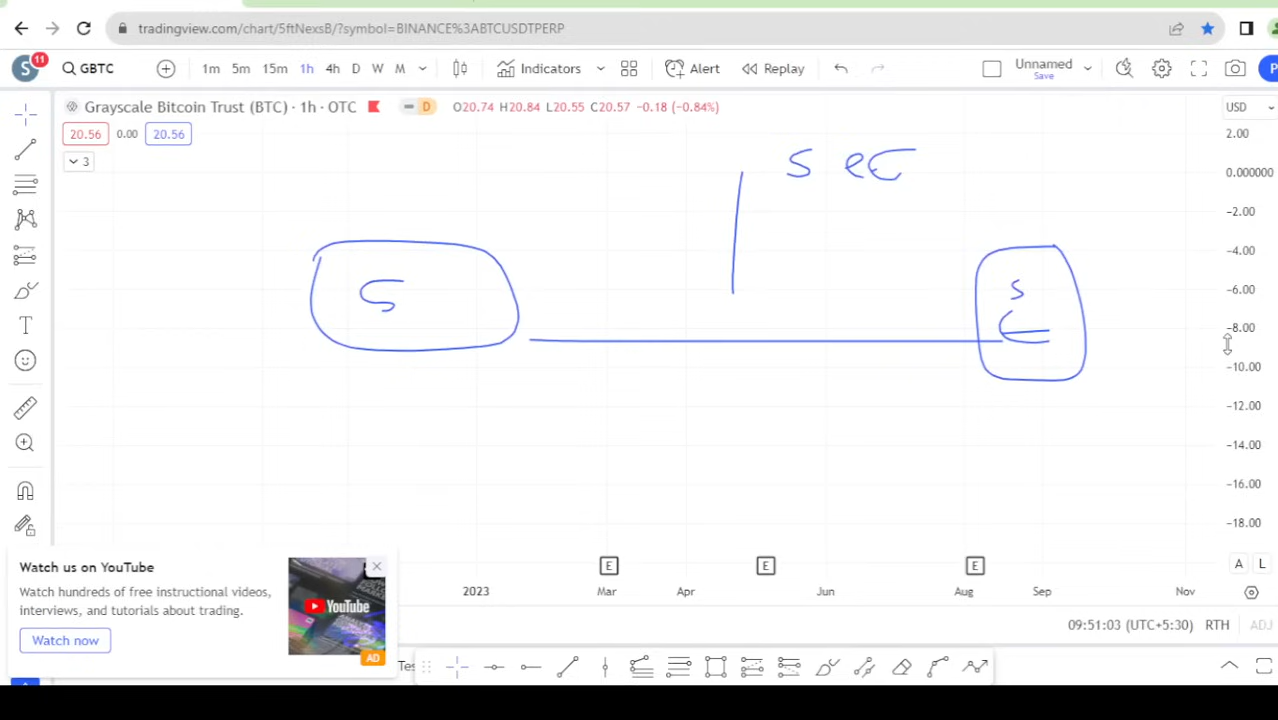 tradingview.com/chart/5ftNexsB/?symbol=BINANCE%3ABTCUSDTPERP
S 11 GBTC 1m 5m 15m 1h 4h D W M Indicators Alert Replay Unnamed Save P
Grayscale Bitcoin Trust (BTC) · 1h · OTC D O20.74 H20.84 L20.55 C20.57 -0.18 (-0.84%) USD
20.56 0.00 20.56
3
sec
S
s
2.00
0.000000
-2.00
-4.00
-6.00
-8.00
-10.00
-12.00
-14.00
-16.00
-18.00
E E E A L
2023 Mar Apr Jun Aug Sep Nov
Watch us on YouTube
Watch hundreds of free instructional videos,
interviews, and tutorials about trading.
Watch now
YouTube
AD
09:51:03 (UTC+5:30) RTH ADJ